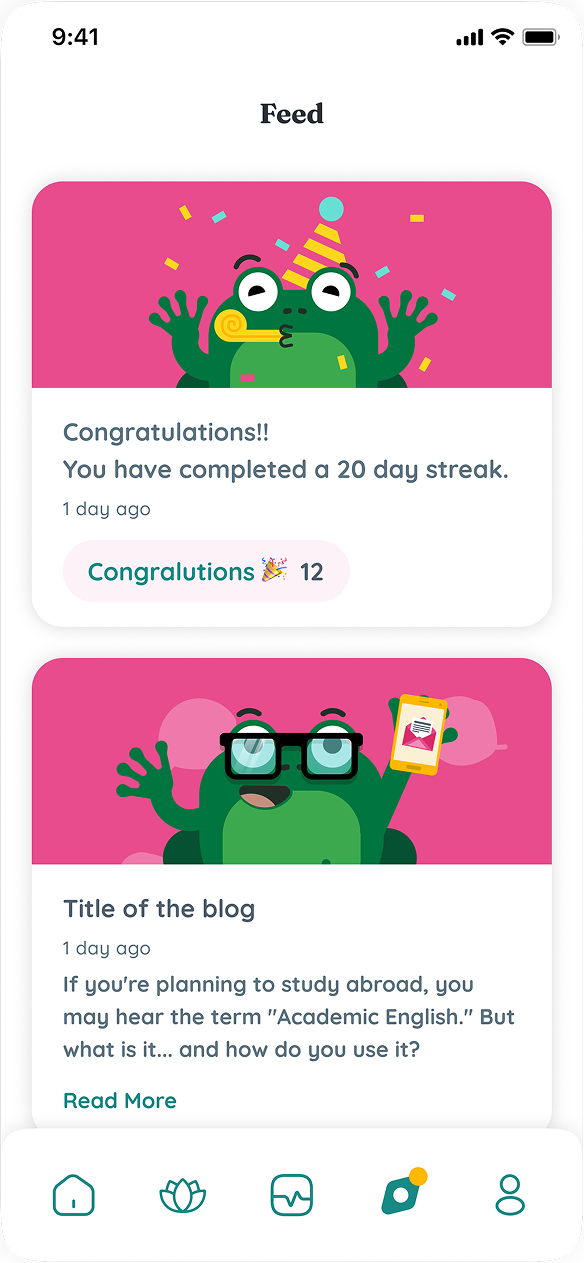 9:41
Feed
Congratulations!!
You have completed a 20 day streak.
1 day ago
Congralutions 🎉 12
Title of the blog
1 day ago
If you're planning to study abroad, you
may hear the term "Academic English." But
what is it... and how do you use it?
Read More